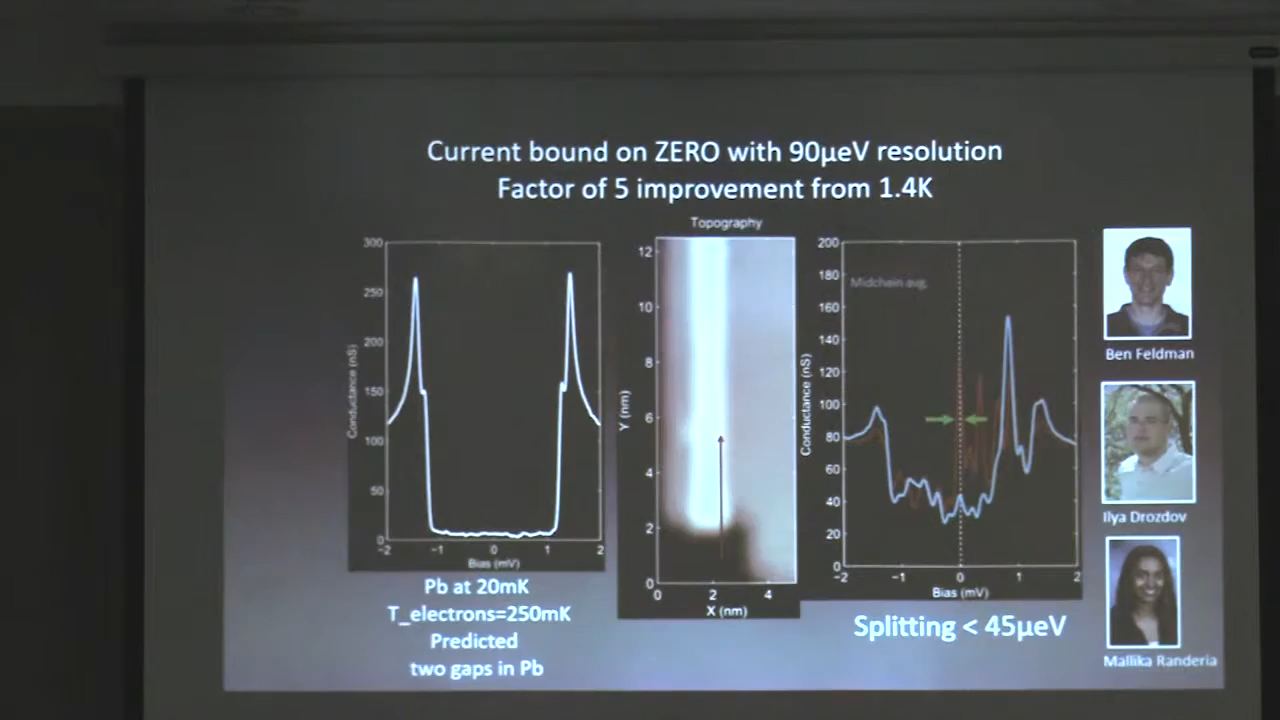 Current bound on ZERO with 90µeV resolution
Factor of 5 improvement from 1.4K
300
250
200
150
100
50
0
Conductance (nS)
−2 −1 0 1 2
Bias (mV)
Pb at 20mK
T_electrons=250mK
Predicted
two gaps in Pb
Topography
12
10
8
6
4
2
0
Y (nm)
0 2 4
X (nm)
200
180
160
140
120
100
80
60
40
20
0
Conductance (nS)
Midchain avg.
−2 −1 0 1 2
Bias (mV)
Splitting < 45µeV
Ben Feldman
Ilya Drozdov
Mallika Randeria